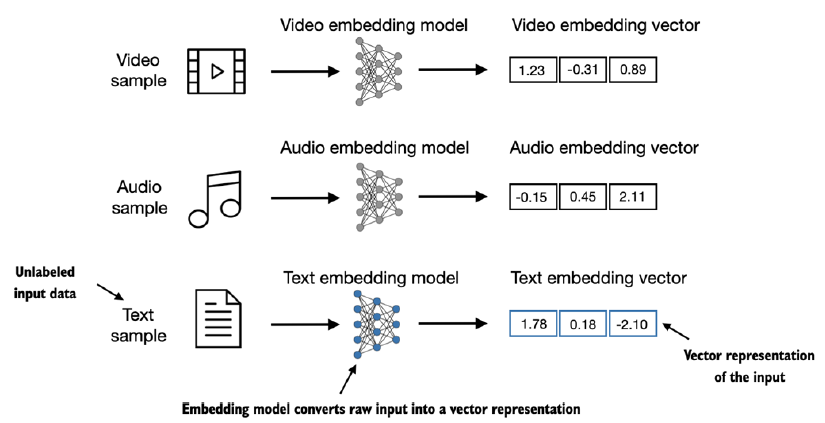 Video embedding model
Video embedding vector
Video
sample
1.23 -0.31 0.89
Audio embedding model
Audio embedding vector
Audio
sample
-0.15 0.45 2.11
Unlabeled
input data
Text embedding model
Text embedding vector
Text
sample
1.78 0.18 -2.10
Vector representation
of the input
Embedding model converts raw input into a vector representation